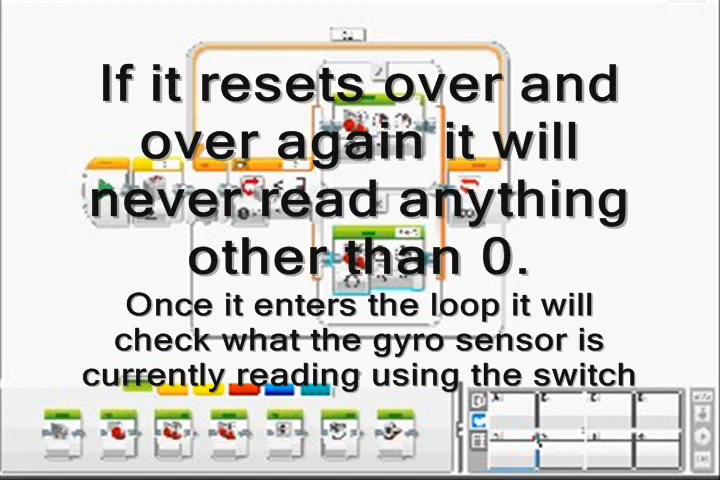 If it resets over and
over again it will
never read anything
other than 0.
Once it enters the loop it will
check what the gyro sensor is
currently reading using the switch